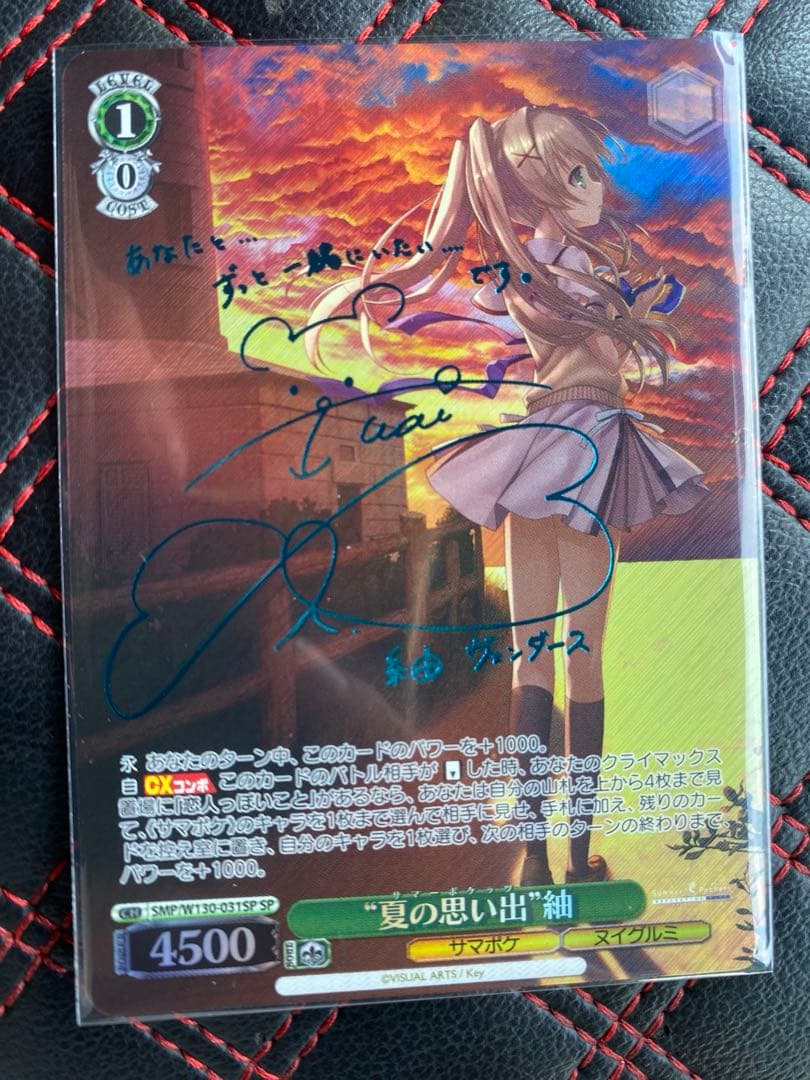 LEVEL
1
0
COST
あなたと…
ずっと一緒にいたい……です。
紬 ヴェンダース
永 あなたのターン中、このカードのパワーを+1000。
自 CXコンボ このカードのバトル相手が した時、あなたのクライマックス
置場に「恋人っぽいこと」があるなら、あなたは自分の山札を上から4枚まで見
て、《サマポケ》のキャラを1枚まで選んで相手に見せ、手札に加え、残りのカー
ドを控え室に置き、自分のキャラを1枚選び、次の相手のターンの終わりまで、
パワーを+1000。
CH SMP/W130-031SP SP
サマーポケッツ
“夏の思い出”紬
Summer Pockets
REFLECTION BLUE
POWER 4500 SOUL
サマポケ ヌイグルミ
©VISUAL ARTS / Key